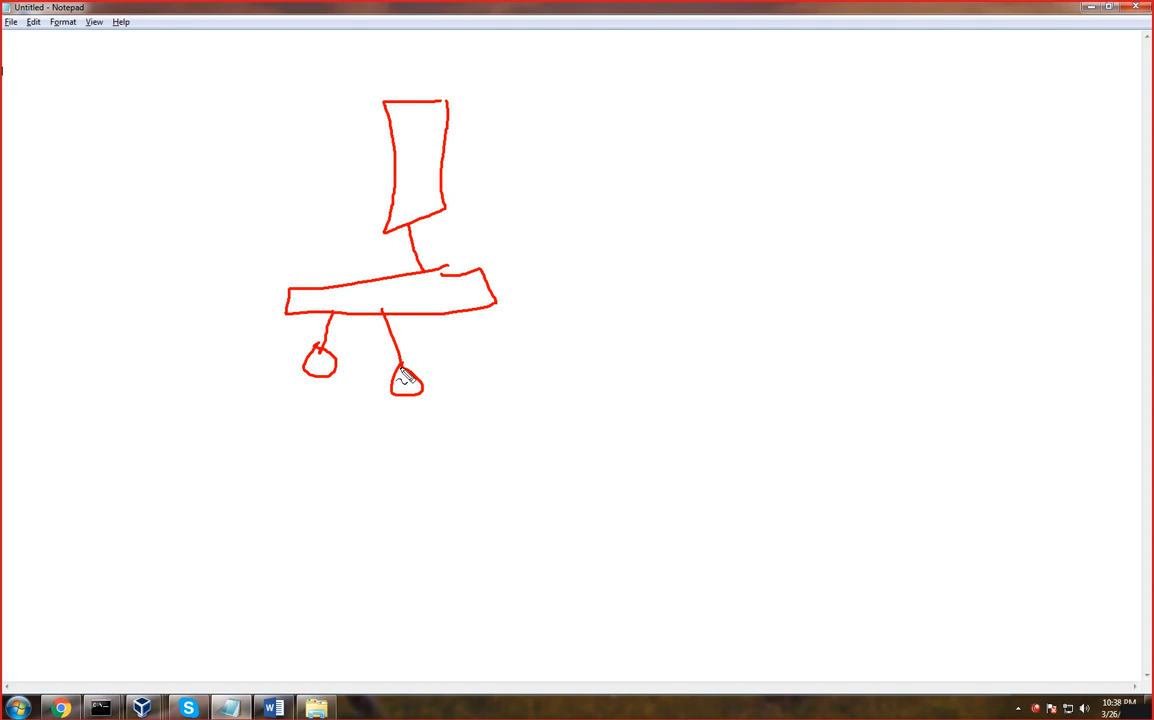 Untitled - Notepad
File Edit Format View Help
C:\.
W
10:38 PM
3/26/